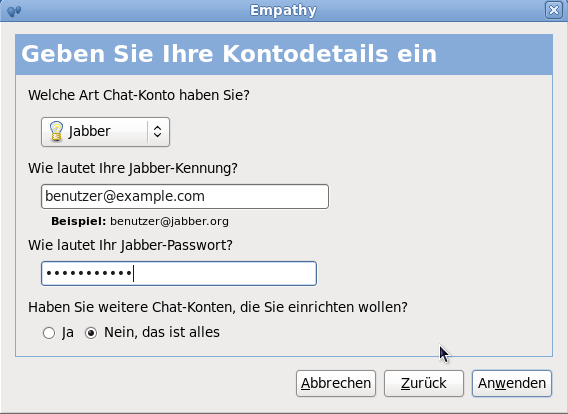 Empathy
Geben Sie Ihre Kontodetails ein
Welche Art Chat-Konto haben Sie?
Jabber
Wie lautet Ihre Jabber-Kennung?
benutzer@example.com
Beispiel: benutzer@jabber.org
Wie lautet Ihr Jabber-Passwort?
•••••••••••
Haben Sie weitere Chat-Konten, die Sie einrichten wollen?
Ja Nein, das ist alles
Abbrechen Zurück Anwenden